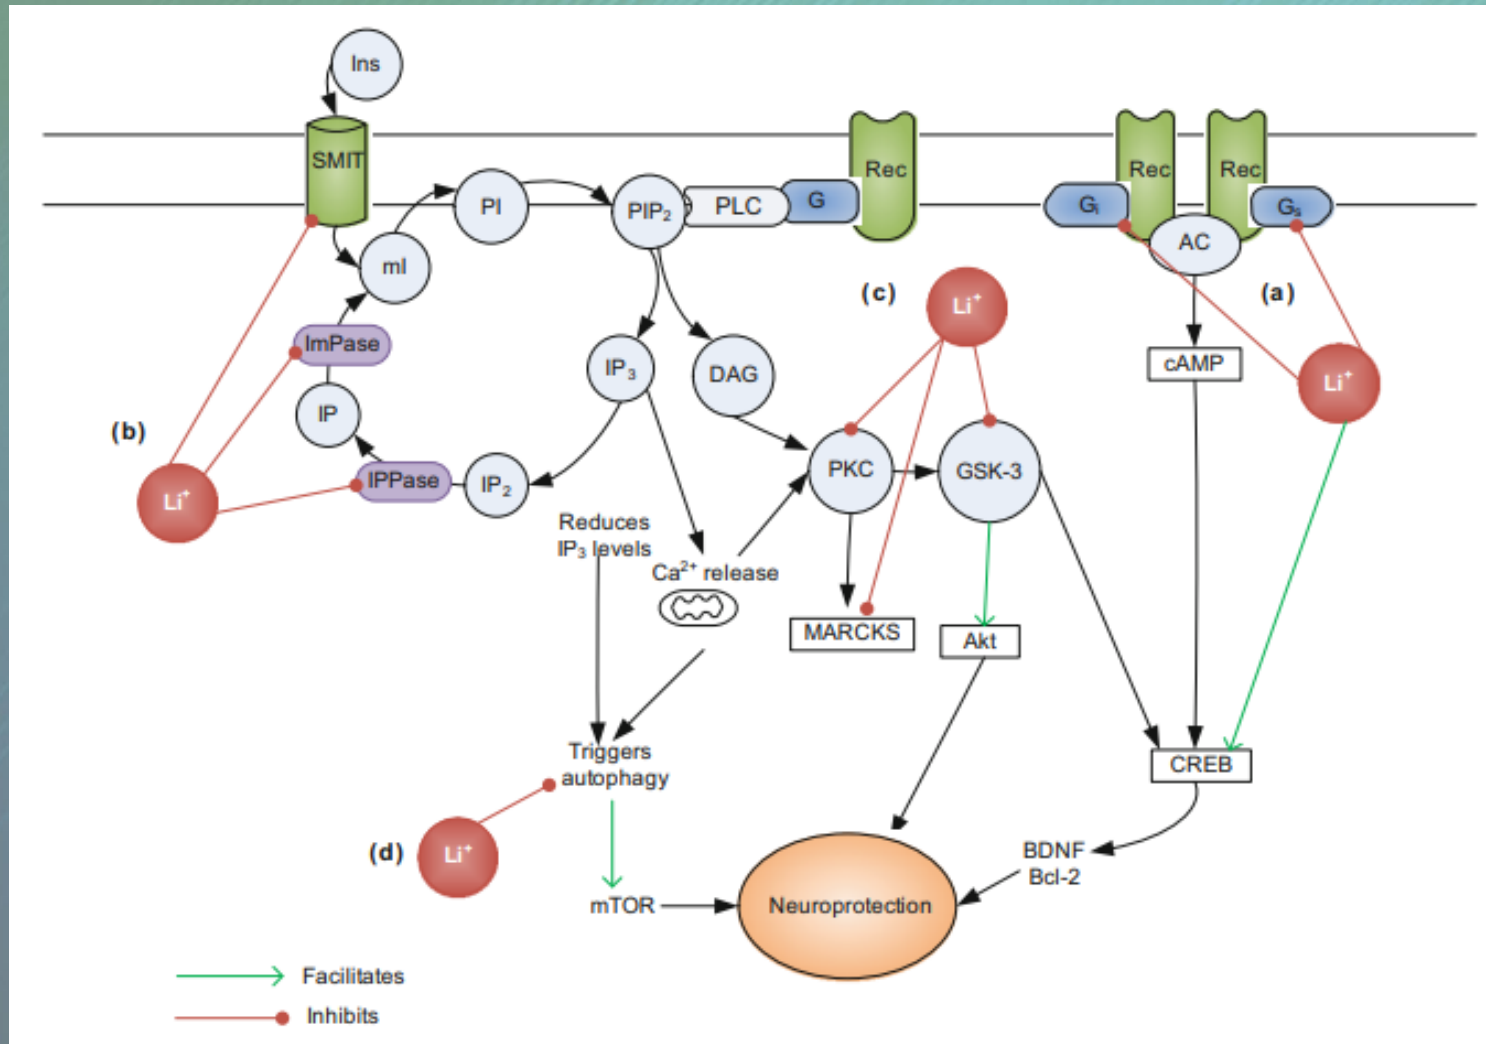 Ins
SMIT
Rec
Rec
Rec
PI
PIP₂
PLC
G
Gᵢ
Gₛ
AC
mI
(c)
Li⁺
(a)
ImPase
IP₃
DAG
cAMP
Li⁺
IP
(b)
PKC
GSK-3
IPPase
IP₂
Li⁺
Reduces
IP₃ levels
Ca²⁺ release
MARCKS
Akt
Triggers
autophagy
CREB
(d)
Li⁺
BDNF
Bcl-2
mTOR
Neuroprotection
Facilitates
Inhibits